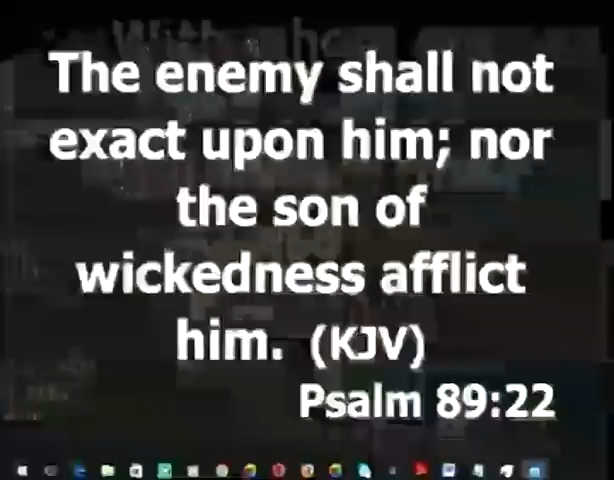 The enemy shall not
exact upon him; nor
the son of
wickedness afflict
him. (KJV)
Psalm 89:22